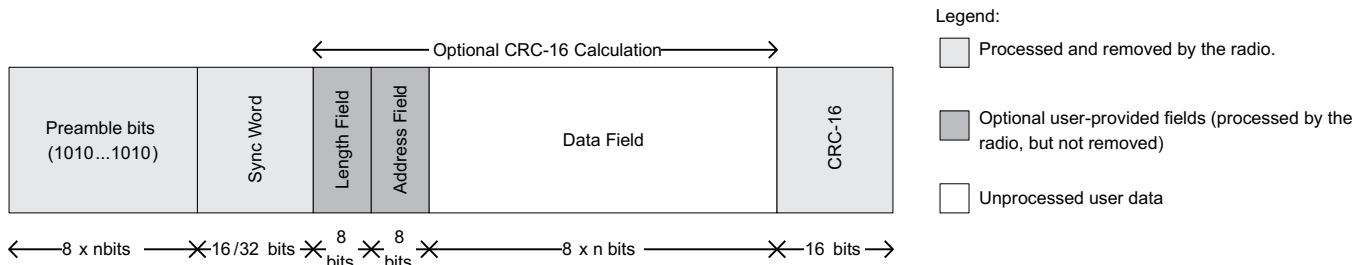 Legend:
Optional CRC-16 Calculation
Processed and removed by the radio.
Preamble bits
(1010...1010)
Sync Word
Length Field
Address Field
Data Field
CRC-16
Optional user-provided fields (processed by the
radio, but not removed)
Unprocessed user data
8 x nbits
16/32 bits
8
bits
8
bits
8 x n bits
16 bits